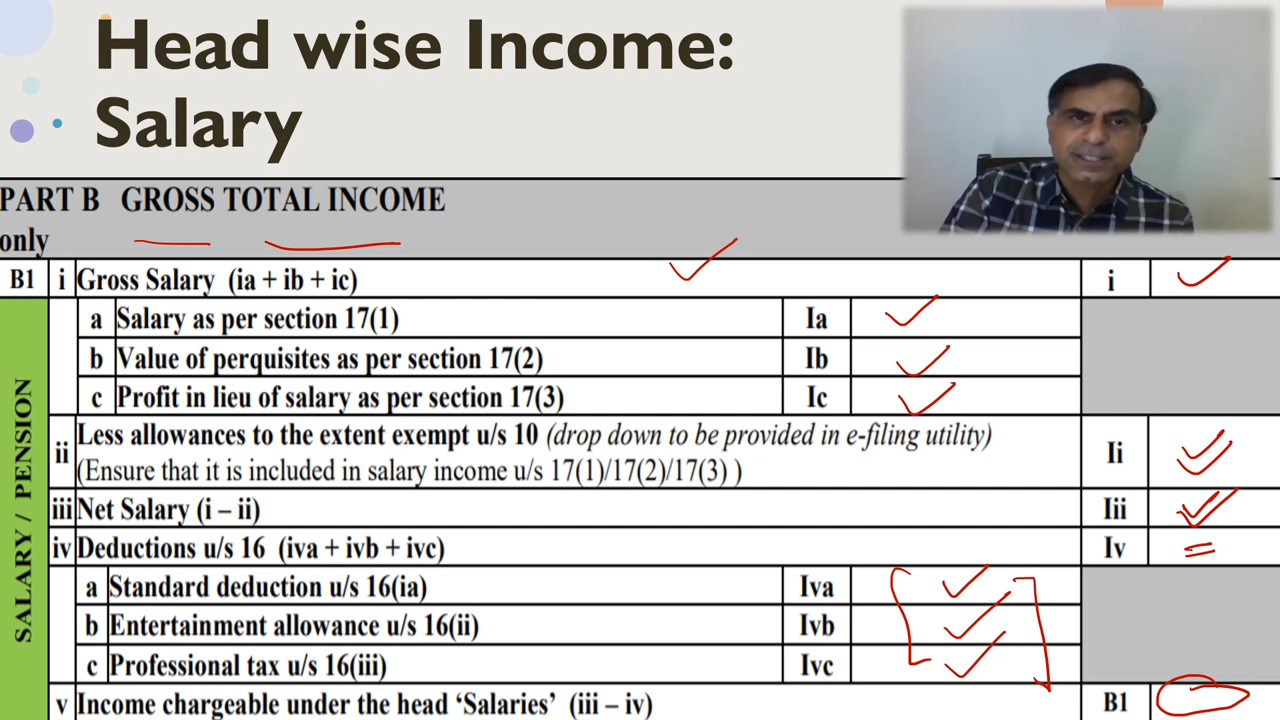 Head wise Income:
Salary
PART B GROSS TOTAL INCOME
only
B1 i Gross Salary (ia + ib + ic) i
a Salary as per section 17(1) Ia
b Value of perquisites as per section 17(2) Ib
c Profit in lieu of salary as per section 17(3) Ic
ii Less allowances to the extent exempt u/s 10 (drop down to be provided in e-filing utility) Ii
(Ensure that it is included in salary income u/s 17(1)/17(2)/17(3) )
iii Net Salary (i – ii) Iii
iv Deductions u/s 16 (iva + ivb + ivc) Iv
a Standard deduction u/s 16(ia) Iva
b Entertainment allowance u/s 16(ii) Ivb
c Professional tax u/s 16(iii) Ivc
v Income chargeable under the head ‘Salaries’ (iii – iv) B1
SALARY / PENSION